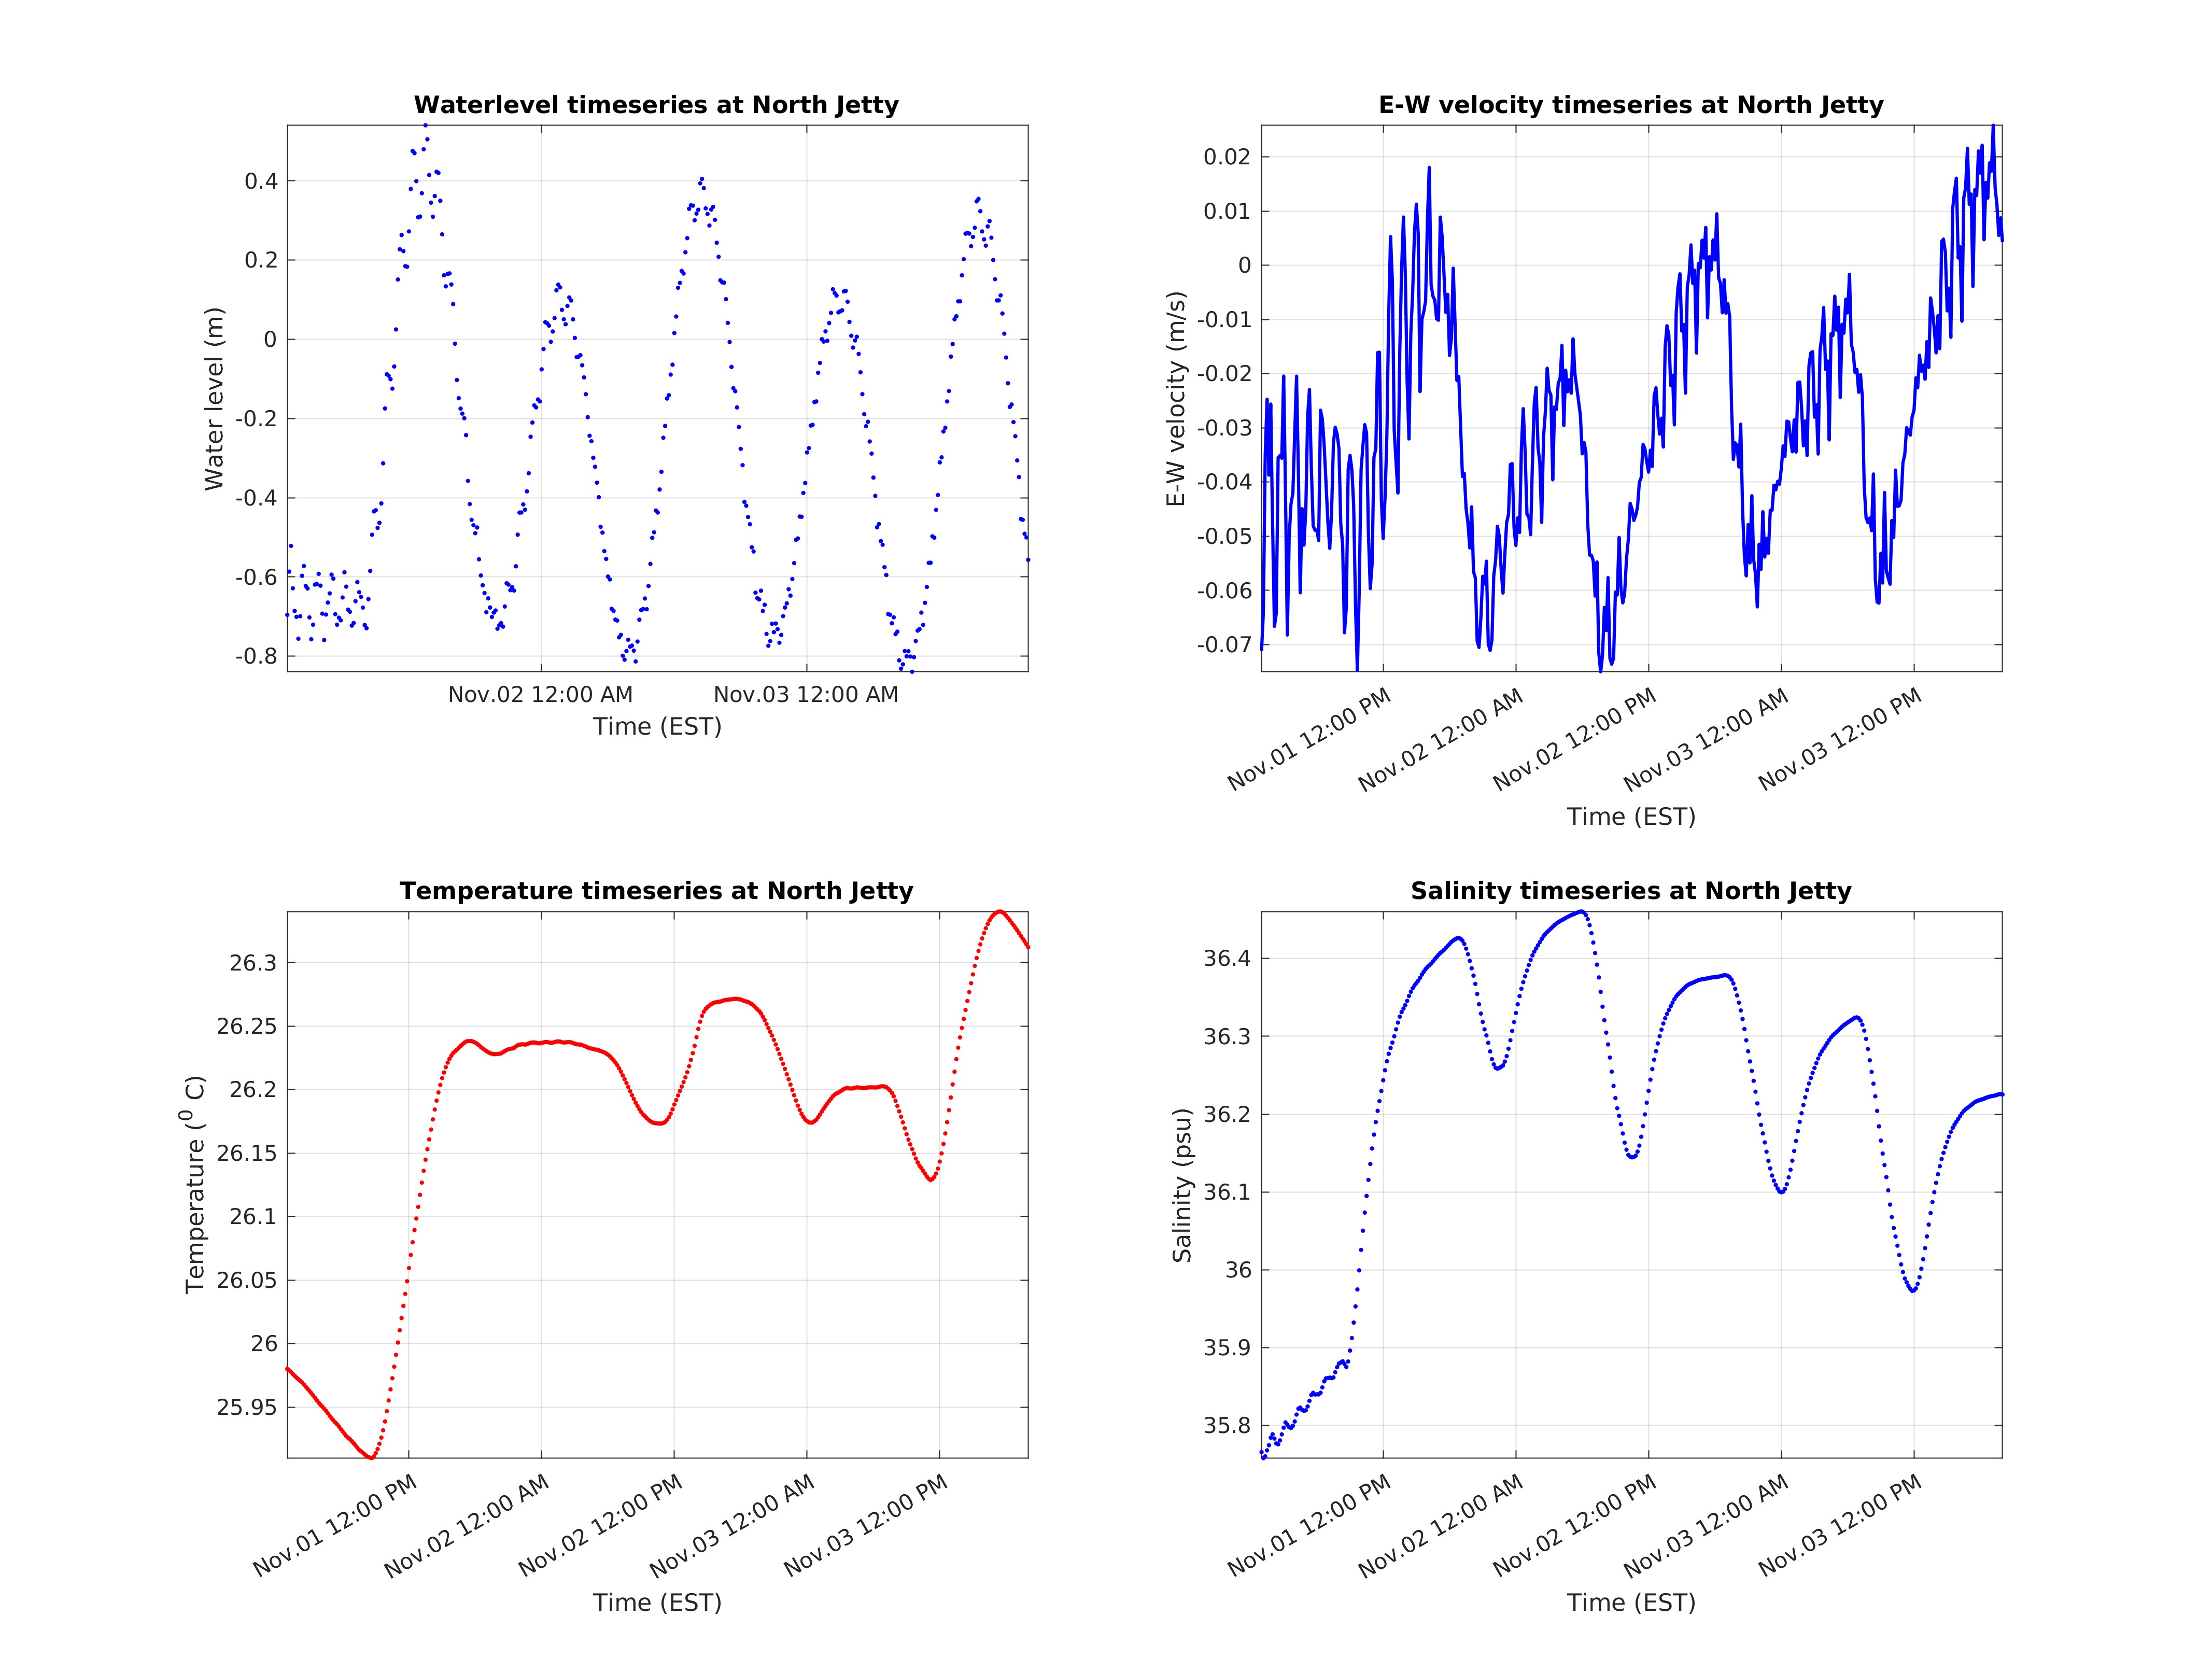 Waterlevel timeseries at North Jetty
Water level (m)
0.4
0.2
0
-0.2
-0.4
-0.6
-0.8
Nov.02 12:00 AM
Nov.03 12:00 AM
Time (EST)
E-W velocity timeseries at North Jetty
E-W velocity (m/s)
0.02
0.01
0
-0.01
-0.02
-0.03
-0.04
-0.05
-0.06
-0.07
Nov.01 12:00 PM
Nov.02 12:00 AM
Nov.02 12:00 PM
Nov.03 12:00 AM
Nov.03 12:00 PM
Time (EST)
Temperature timeseries at North Jetty
Temperature (⁰ C)
26.3
26.25
26.2
26.15
26.1
26.05
26
25.95
Nov.01 12:00 PM
Nov.02 12:00 AM
Nov.02 12:00 PM
Nov.03 12:00 AM
Nov.03 12:00 PM
Time (EST)
Salinity timeseries at North Jetty
Salinity (psu)
36.4
36.3
36.2
36.1
36
35.9
35.8
Nov.01 12:00 PM
Nov.02 12:00 AM
Nov.02 12:00 PM
Nov.03 12:00 AM
Nov.03 12:00 PM
Time (EST)